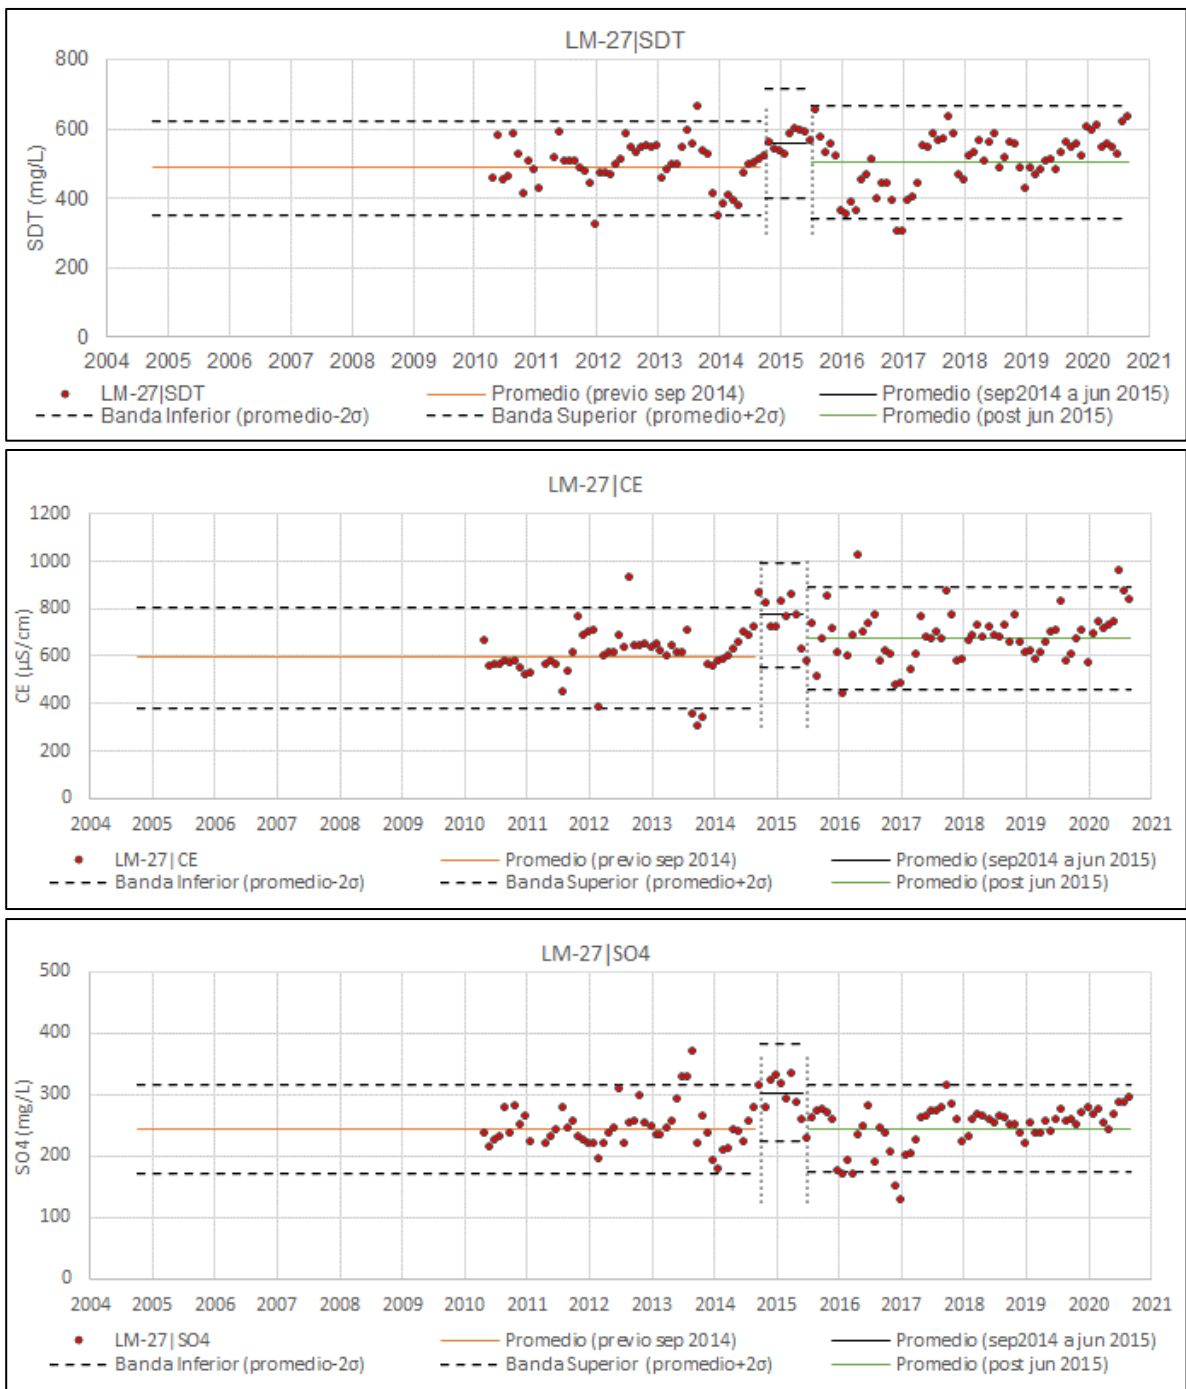 LM-27|SDT
800
600
400
200
0
SDT (mg/L)
2004 2005 2006 2007 2008 2009 2010 2011 2012 2013 2014 2015 2016 2017 2018 2019 2020 2021
LM-27|SDT Promedio (previo sep 2014) Promedio (sep2014 a jun 2015)
Banda Inferior (promedio-2σ) Banda Superior (promedio+2σ) Promedio (post jun 2015)
LM-27|CE
1200
1000
800
600
400
200
0
CE (µS/cm)
2004 2005 2006 2007 2008 2009 2010 2011 2012 2013 2014 2015 2016 2017 2018 2019 2020 2021
LM-27|CE Promedio (previo sep 2014) Promedio (sep2014 a jun 2015)
Banda Inferior (promedio-2σ) Banda Superior (promedio+2σ) Promedio (post jun 2015)
LM-27|SO4
500
400
300
200
100
0
SO4 (mg/L)
2004 2005 2006 2007 2008 2009 2010 2011 2012 2013 2014 2015 2016 2017 2018 2019 2020 2021
LM-27|SO4 Promedio (previo sep 2014) Promedio (sep2014 a jun 2015)
Banda Inferior (promedio-2σ) Banda Superior (promedio+2σ) Promedio (post jun 2015)